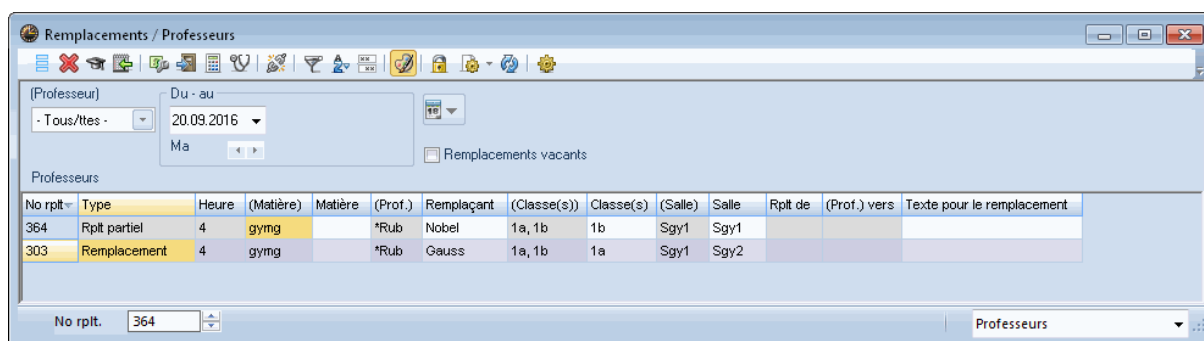 Remplacements / Professeurs
(Professeur)
Du - au
- Tous/ttes -
20.09.2016
Ma
Remplacements vacants
Professeurs
No rplt Type Heure (Matière) Matière (Prof.) Remplaçant (Classe(s)) Classe(s) (Salle) Salle Rplt de (Prof.) vers Texte pour le remplacement
364 Rplt partiel 4 gymg *Rub Nobel 1a, 1b 1b Sgy1 Sgy1
303 Remplacement 4 gymg *Rub Gauss 1a, 1b 1a Sgy1 Sgy2
No rplt. 364 Professeurs